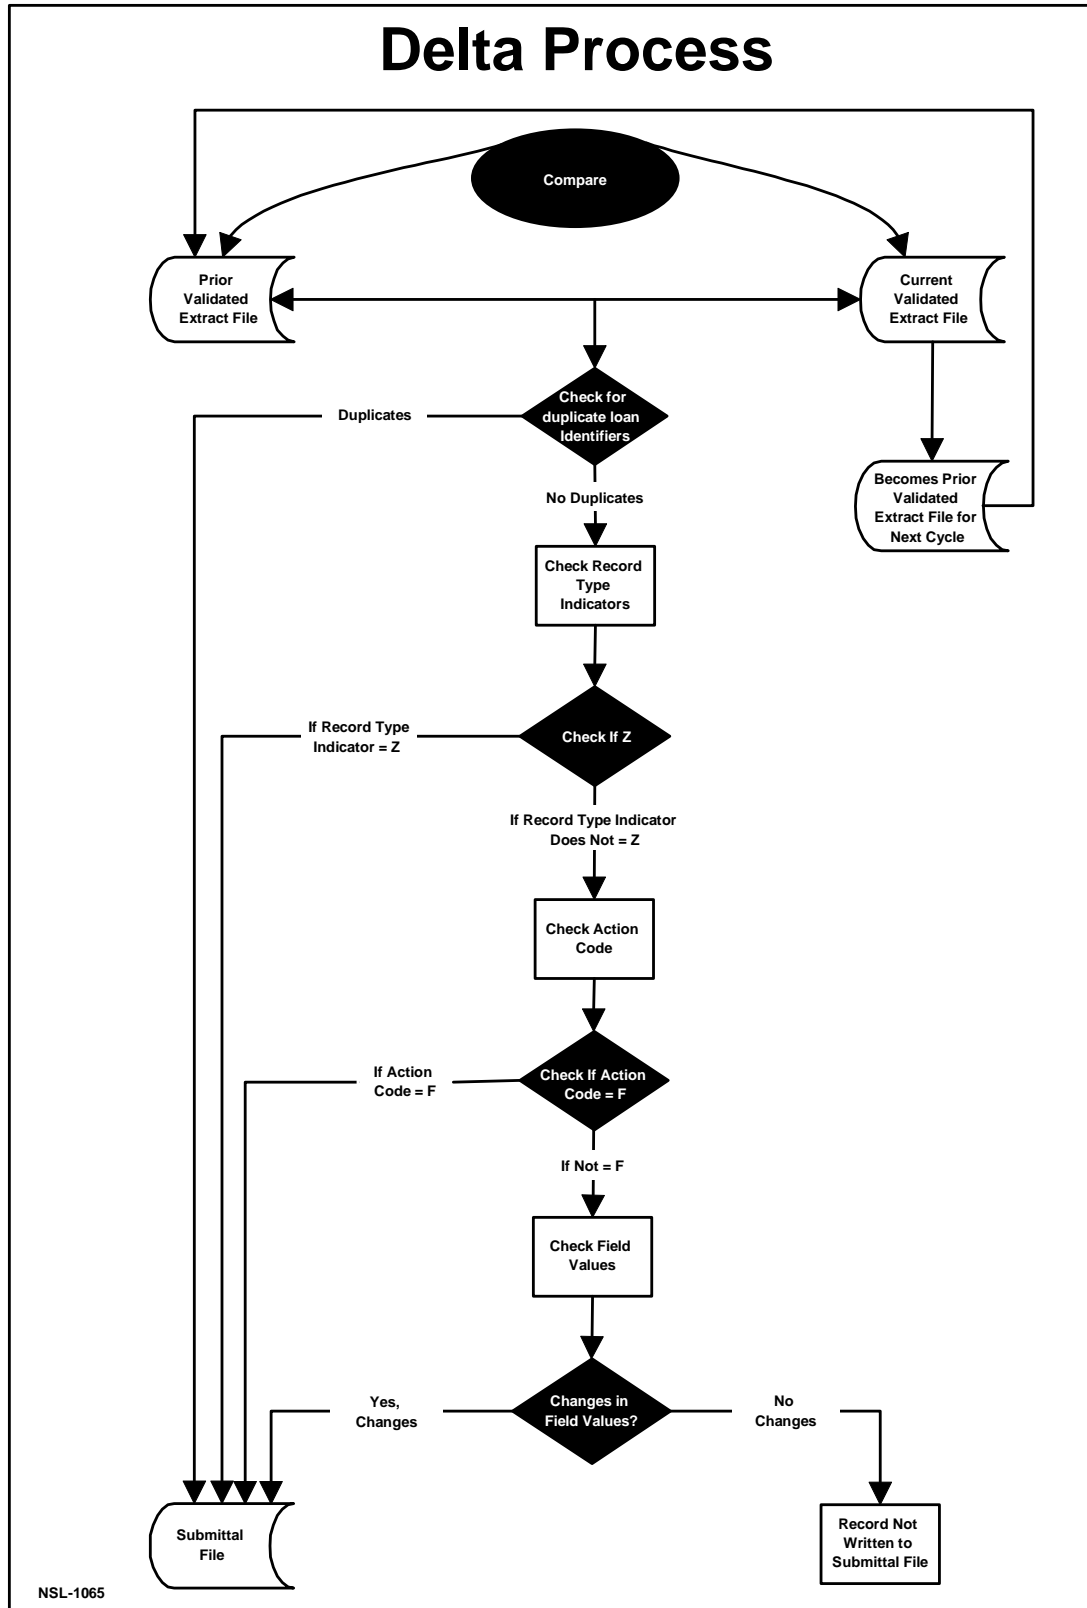 Delta Process
Compare
Prior
Validated
Extract File
Current
Validated
Extract File
Check for
duplicate loan
Identifiers
Duplicates
No Duplicates
Becomes Prior
Validated
Extract File for
Next Cycle
Check Record
Type
Indicators
If Record Type
Indicator = Z
Check If Z
If Record Type Indicator
Does Not = Z
Check Action
Code
If Action
Code = F
Check If Action
Code = F
If Not = F
Check Field
Values
Yes,
Changes
Changes in
Field Values?
No
Changes
Submittal
File
Record Not
Written to
Submittal File
NSL-1065